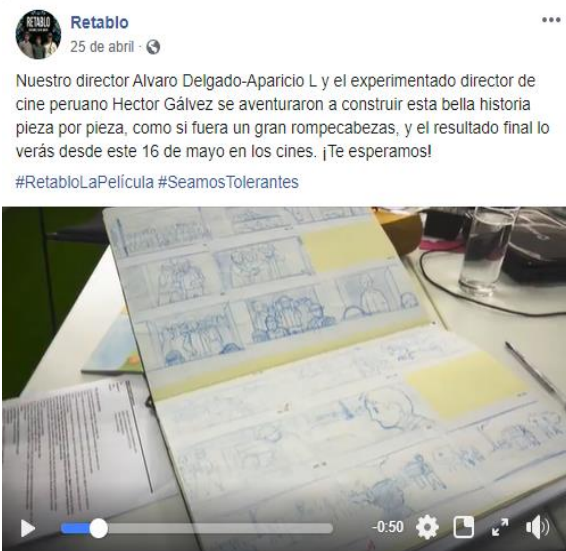 RETABLO
Retablo
25 de abril
Nuestro director Alvaro Delgado-Aparicio L y el experimentado director de
cine peruano Hector Gálvez se aventuraron a construir esta bella historia
pieza por pieza, como si fuera un gran rompecabezas, y el resultado final lo
verás desde este 16 de mayo en los cines. ¡Te esperamos!
#RetabloLaPelícula #SeamosTolerantes
-0:50